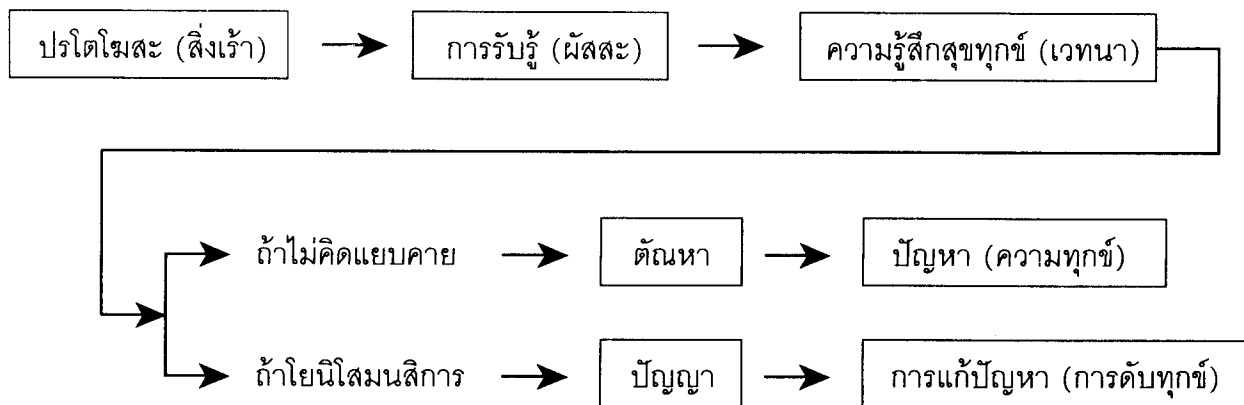 ปรโตโฆสะ (สิ่งเร้า) การรับรู้ (ผัสสะ) ความรู้สึกสุขทุกข์ (เวทนา)
ถ้าไม่คิดแยบคาย ตัณหา ปัญหา (ความทุกข์)
ถ้าโยนิโสมนสิการ ปัญญา การแก้ปัญหา (การดับทุกข์)